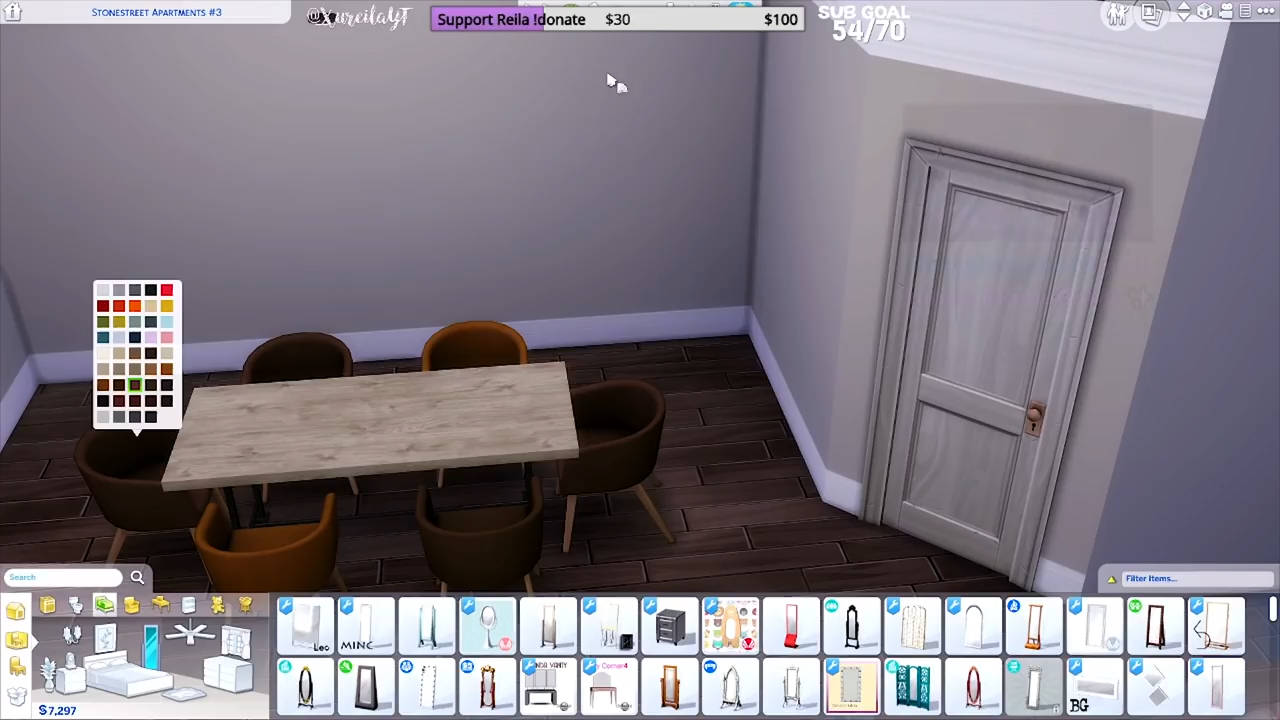 Stonestreet Apartments #3
@XureilaYT
Support Reila !donate $30 $100
SUB GOAL
54/70
Search
Filter Items...
Leo
MINC
BG
$7,297